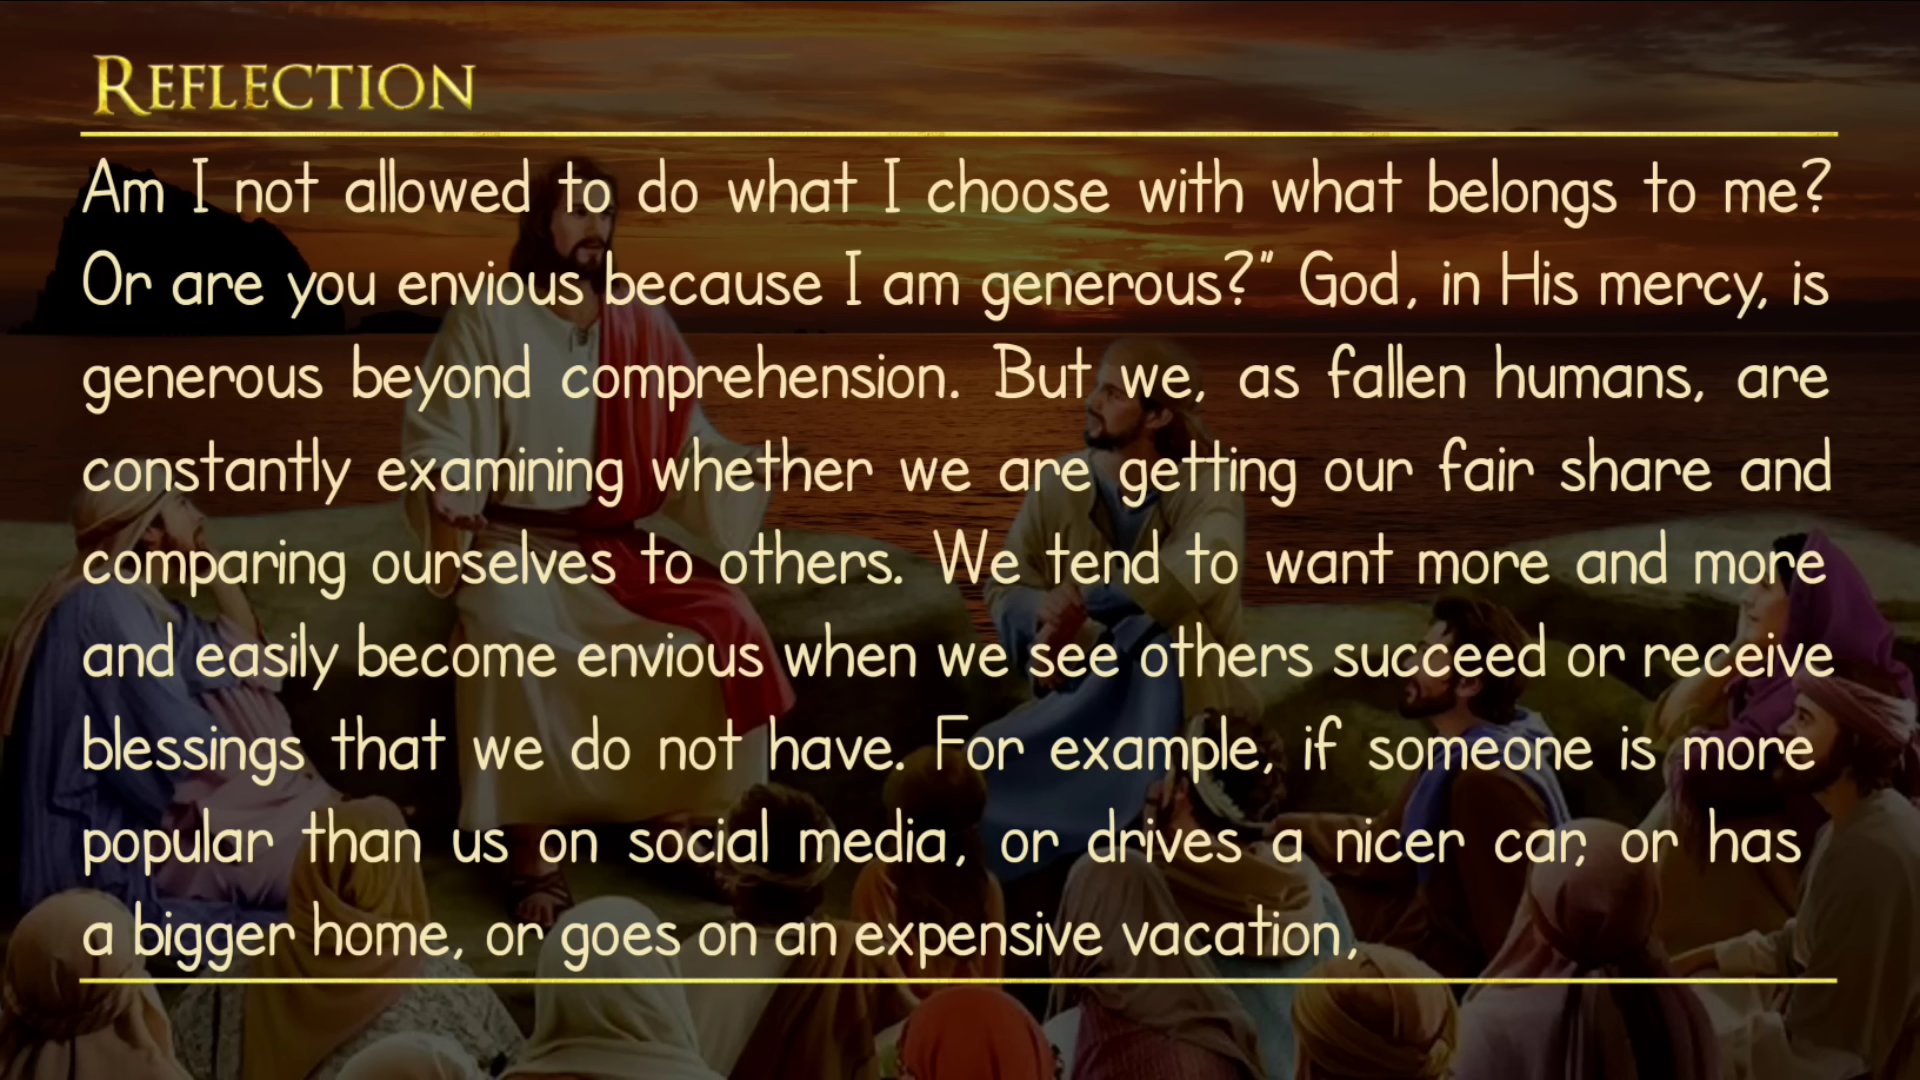 REFLECTION
Am I not allowed to do what I choose with what belongs to me?
Or are you envious because I am generous?" God, in His mercy, is
generous beyond comprehension. But we, as fallen humans, are
constantly examining whether we are getting our fair share and
comparing ourselves to others. We tend to want more and more
and easily become envious when we see others succeed or receive
blessings that we do not have. For example, if someone is more
popular than us on social media, or drives a nicer car, or has
a bigger home, or goes on an expensive vacation,